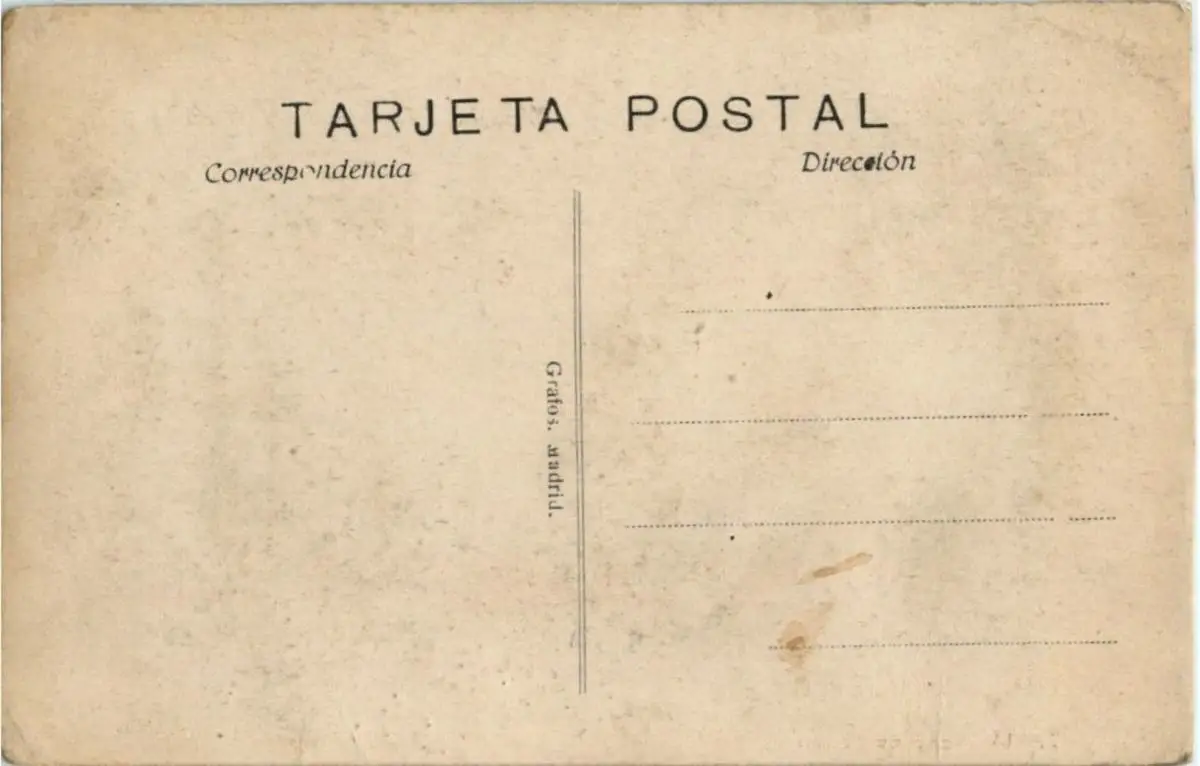 TARJETA POSTAL
Correspondencia
Dirección
Grafos. Madrid.